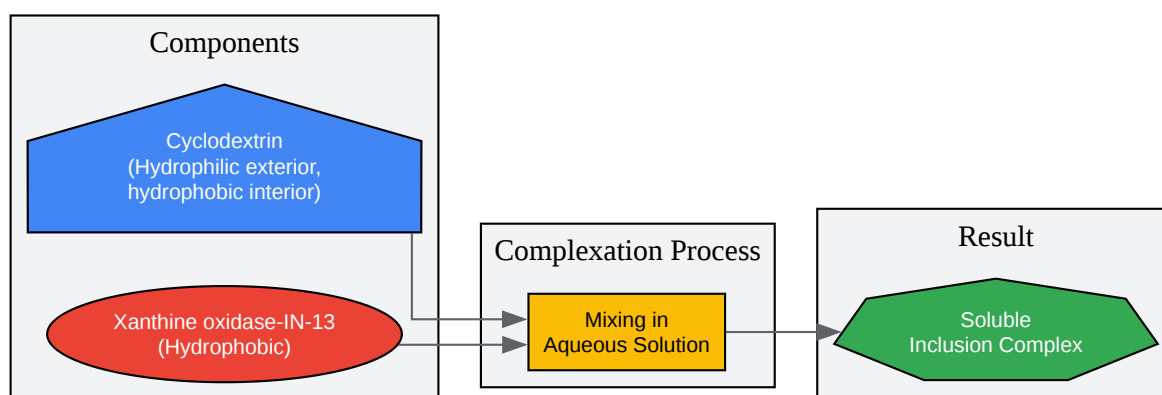 Components
Cyclodextrin
(Hydrophilic exterior,
hydrophobic interior)
Xanthine oxidase-IN-13
(Hydrophobic)
Complexation Process
Mixing in
Aqueous Solution
Result
Soluble
Inclusion Complex